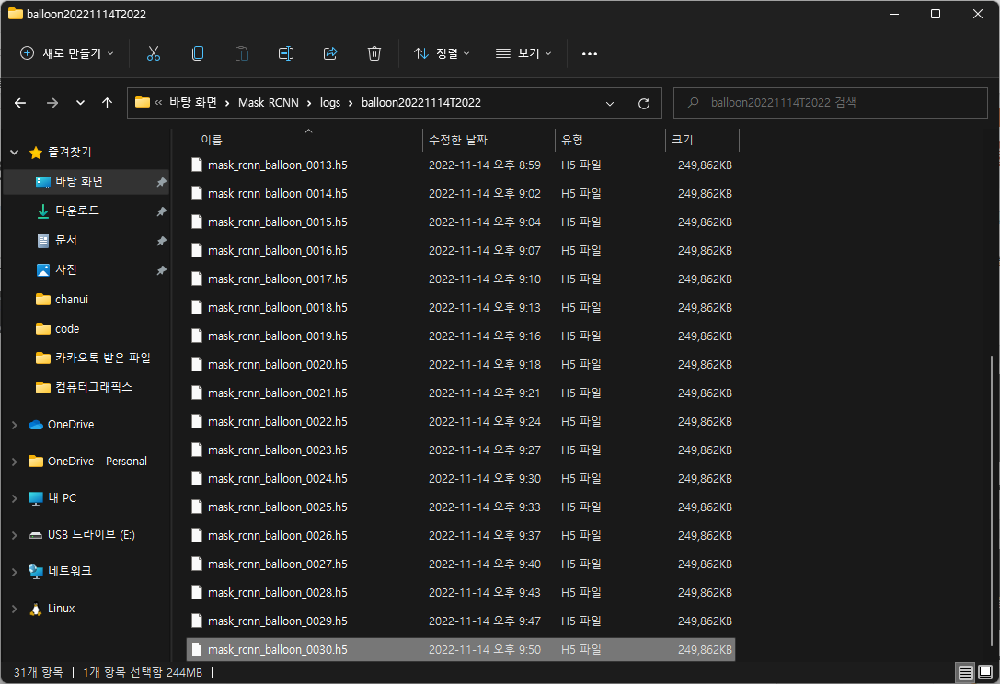 balloon20221114T2022
새로 만들기 정렬 보기 ...
« 바탕 화면 › Mask_RCNN › logs › balloon20221114T2022
balloon20221114T2022 검색
즐겨찾기
바탕 화면
다운로드
문서
사진
chanui
code
카카오톡 받은 파일
컴퓨터그래픽스
OneDrive
OneDrive - Personal
내 PC
USB 드라이브 (E:)
네트워크
Linux
이름 수정한 날짜 유형 크기
mask_rcnn_balloon_0013.h5 2022-11-14 오후 8:59 H5 파일 249,862KB
mask_rcnn_balloon_0014.h5 2022-11-14 오후 9:02 H5 파일 249,862KB
mask_rcnn_balloon_0015.h5 2022-11-14 오후 9:04 H5 파일 249,862KB
mask_rcnn_balloon_0016.h5 2022-11-14 오후 9:07 H5 파일 249,862KB
mask_rcnn_balloon_0017.h5 2022-11-14 오후 9:10 H5 파일 249,862KB
mask_rcnn_balloon_0018.h5 2022-11-14 오후 9:13 H5 파일 249,862KB
mask_rcnn_balloon_0019.h5 2022-11-14 오후 9:16 H5 파일 249,862KB
mask_rcnn_balloon_0020.h5 2022-11-14 오후 9:18 H5 파일 249,862KB
mask_rcnn_balloon_0021.h5 2022-11-14 오후 9:21 H5 파일 249,862KB
mask_rcnn_balloon_0022.h5 2022-11-14 오후 9:24 H5 파일 249,862KB
mask_rcnn_balloon_0023.h5 2022-11-14 오후 9:27 H5 파일 249,862KB
mask_rcnn_balloon_0024.h5 2022-11-14 오후 9:30 H5 파일 249,862KB
mask_rcnn_balloon_0025.h5 2022-11-14 오후 9:33 H5 파일 249,862KB
mask_rcnn_balloon_0026.h5 2022-11-14 오후 9:37 H5 파일 249,862KB
mask_rcnn_balloon_0027.h5 2022-11-14 오후 9:40 H5 파일 249,862KB
mask_rcnn_balloon_0028.h5 2022-11-14 오후 9:43 H5 파일 249,862KB
mask_rcnn_balloon_0029.h5 2022-11-14 오후 9:47 H5 파일 249,862KB
mask_rcnn_balloon_0030.h5 2022-11-14 오후 9:50 H5 파일 249,862KB
31개 항목 | 1개 항목 선택함 244MB |